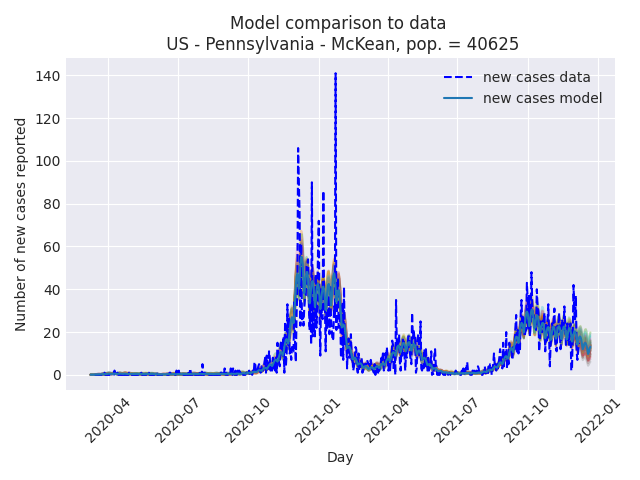 Model comparison to data
US - Pennsylvania - McKean, pop. = 40625
new cases data
new cases model
Number of new cases reported
140
120
100
80
60
40
20
0
2020-04
2020-07
2020-10
2021-01
2021-04
2021-07
2021-10
2022-01
Day